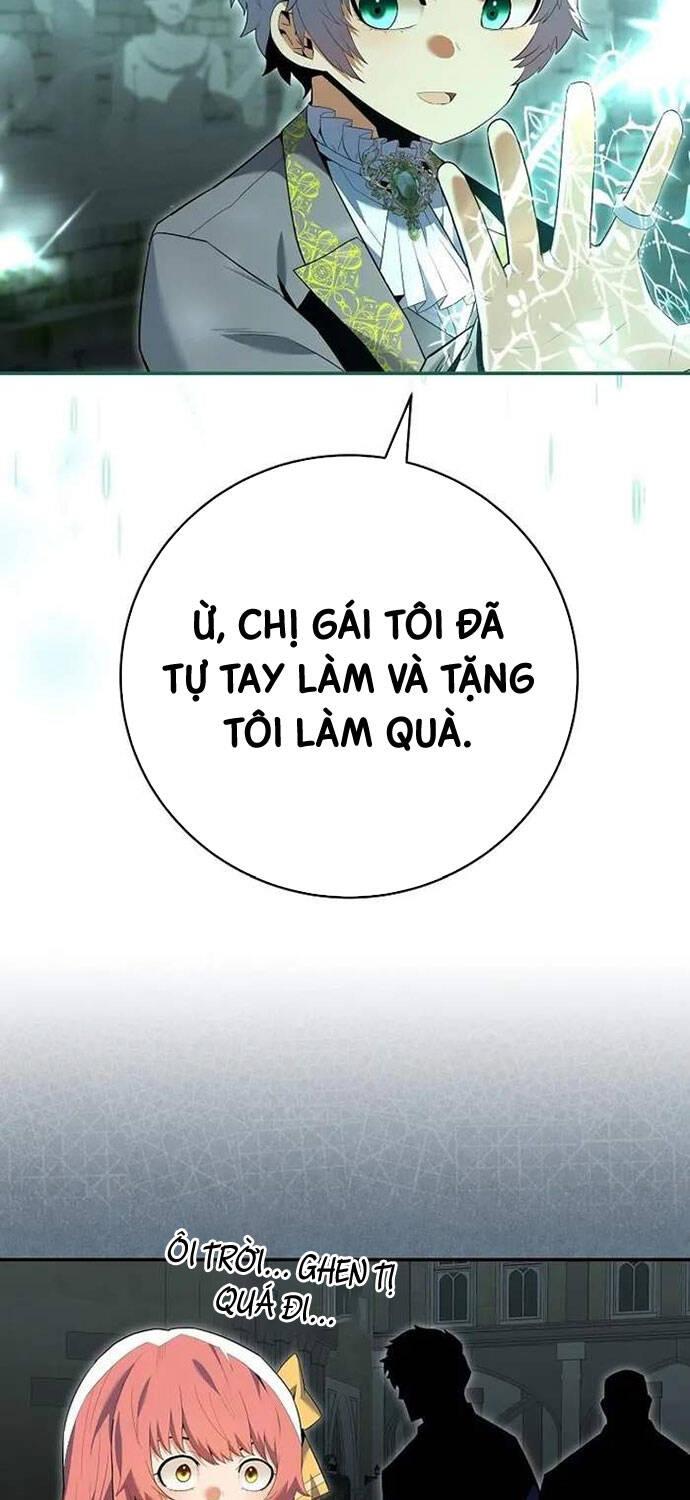 Ừ, CHỊ GÁI TÔI ĐÃ
TỰ TAY LÀM VÀ TẶNG
TÔI LÀM QUÀ.
ÔI TRỜI... GHEN TỊ
QUÁ ĐI...